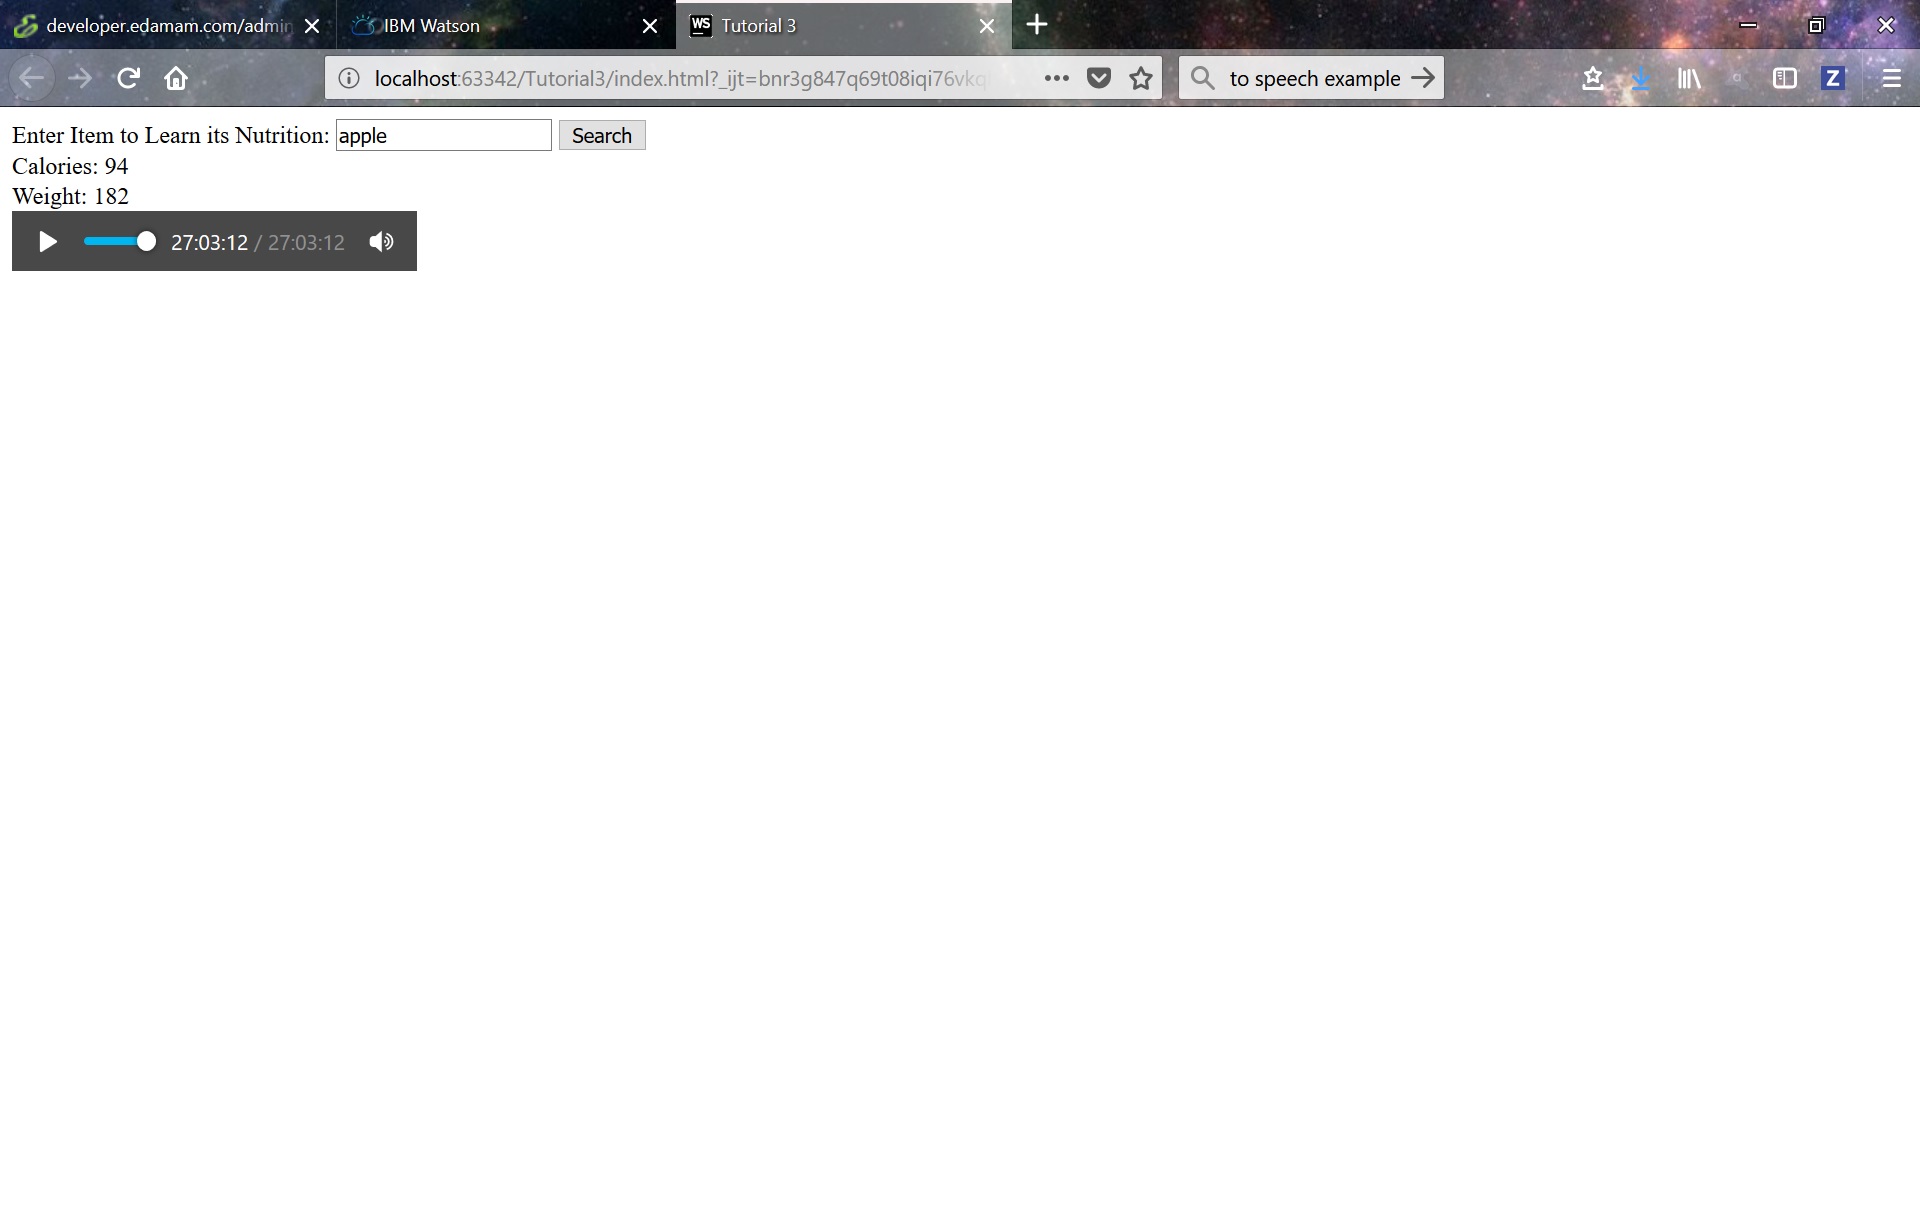 developer.edamam.com/admin
IBM Watson
WS Tutorial 3
localhost:63342/Tutorial3/index.html?_ijt=bnr3g847q69t08iqi76vkq
to speech example
Z
Enter Item to Learn its Nutrition: apple Search
Calories: 94
Weight: 182
27:03:12 / 27:03:12